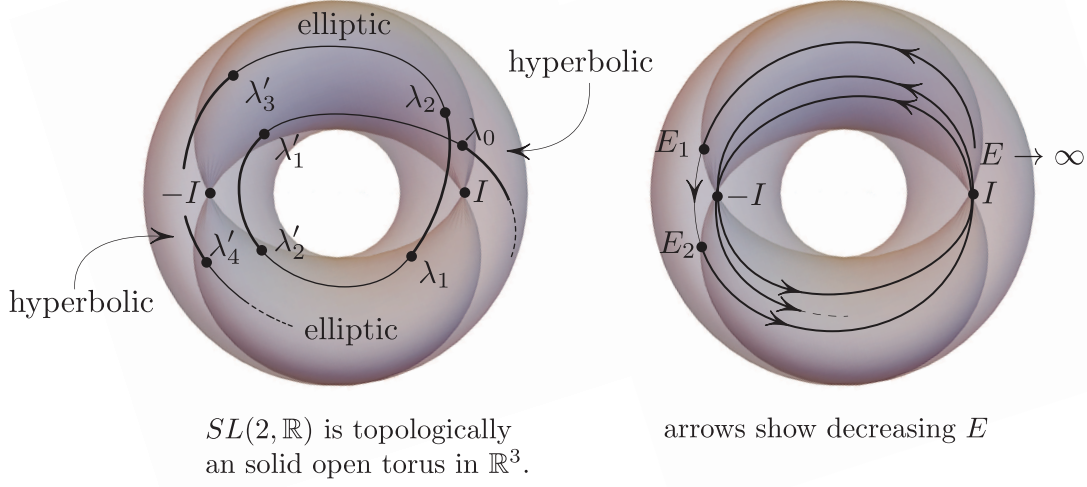 elliptic
hyperbolic
λ′₃
λ₂
λ₀
λ′₁
−I
I
λ′₂
λ′₄
λ₁
hyperbolic
elliptic
SL(2, ℝ) is topologically
an solid open torus in ℝ³.
E₁
E → ∞
−I
I
E₂
arrows show decreasing E